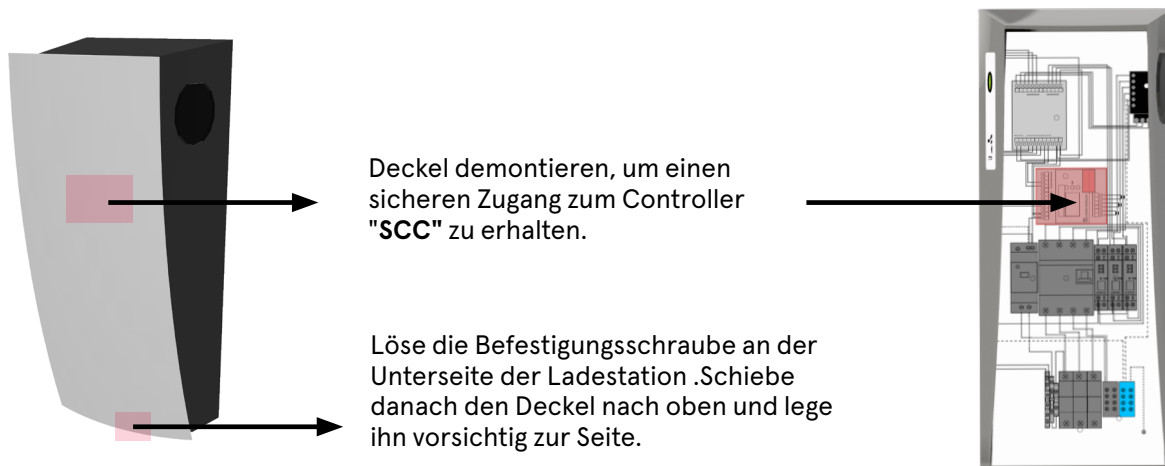 Deckel demontieren, um einen
sicheren Zugang zum Controller
"SCC" zu erhalten.
Löse die Befestigungsschraube an der
Unterseite der Ladestation .Schiebe
danach den Deckel nach oben und lege
ihn vorsichtig zur Seite.